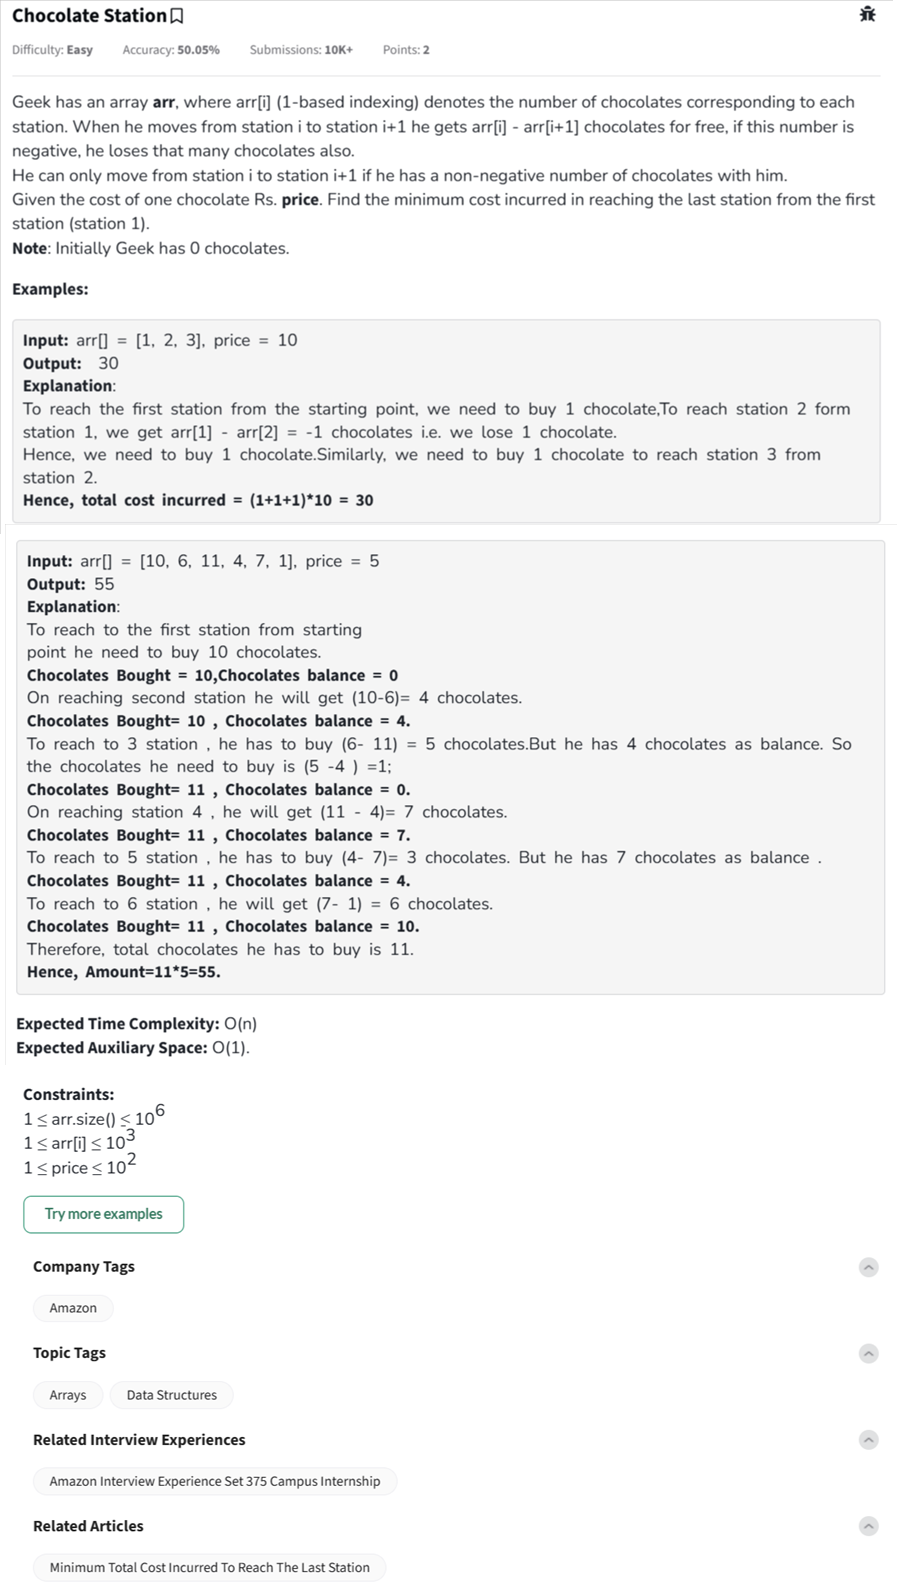 Chocolate Station
Difficulty: Easy Accuracy: 50.05% Submissions: 10K+ Points: 2
Geek has an array arr, where arr[i] (1-based indexing) denotes the number of chocolates corresponding to each
station. When he moves from station i to station i+1 he gets arr[i] - arr[i+1] chocolates for free, if this number is
negative, he loses that many chocolates also.
He can only move from station i to station i+1 if he has a non-negative number of chocolates with him.
Given the cost of one chocolate Rs. price. Find the minimum cost incurred in reaching the last station from the first
station (station 1).
Note: Initially Geek has 0 chocolates.
Examples:
Input: arr[] = [1, 2, 3], price = 10
Output: 30
Explanation:
To reach the first station from the starting point, we need to buy 1 chocolate,To reach station 2 form
station 1, we get arr[1] - arr[2] = -1 chocolates i.e. we lose 1 chocolate.
Hence, we need to buy 1 chocolate.Similarly, we need to buy 1 chocolate to reach station 3 from
station 2.
Hence, total cost incurred = (1+1+1)*10 = 30
Input: arr[] = [10, 6, 11, 4, 7, 1], price = 5
Output: 55
Explanation:
To reach to the first station from starting
point he need to buy 10 chocolates.
Chocolates Bought = 10,Chocolates balance = 0
On reaching second station he will get (10-6)= 4 chocolates.
Chocolates Bought= 10 , Chocolates balance = 4.
To reach to 3 station , he has to buy (6- 11) = 5 chocolates.But he has 4 chocolates as balance. So
the chocolates he need to buy is (5 -4 ) =1;
Chocolates Bought= 11 , Chocolates balance = 0.
On reaching station 4 , he will get (11 - 4)= 7 chocolates.
Chocolates Bought= 11 , Chocolates balance = 7.
To reach to 5 station , he has to buy (4- 7)= 3 chocolates. But he has 7 chocolates as balance .
Chocolates Bought= 11 , Chocolates balance = 4.
To reach to 6 station , he will get (7- 1) = 6 chocolates.
Chocolates Bought= 11 , Chocolates balance = 10.
Therefore, total chocolates he has to buy is 11.
Hence, Amount=11*5=55.
Expected Time Complexity: O(n)
Expected Auxiliary Space: O(1).
Constraints:
1 ≤ arr.size() ≤ 10^6
1 ≤ arr[i] ≤ 10^3
1 ≤ price ≤ 10^2
Try more examples
Company Tags
Amazon
Topic Tags
Arrays Data Structures
Related Interview Experiences
Amazon Interview Experience Set 375 Campus Internship
Related Articles
Minimum Total Cost Incurred To Reach The Last Station